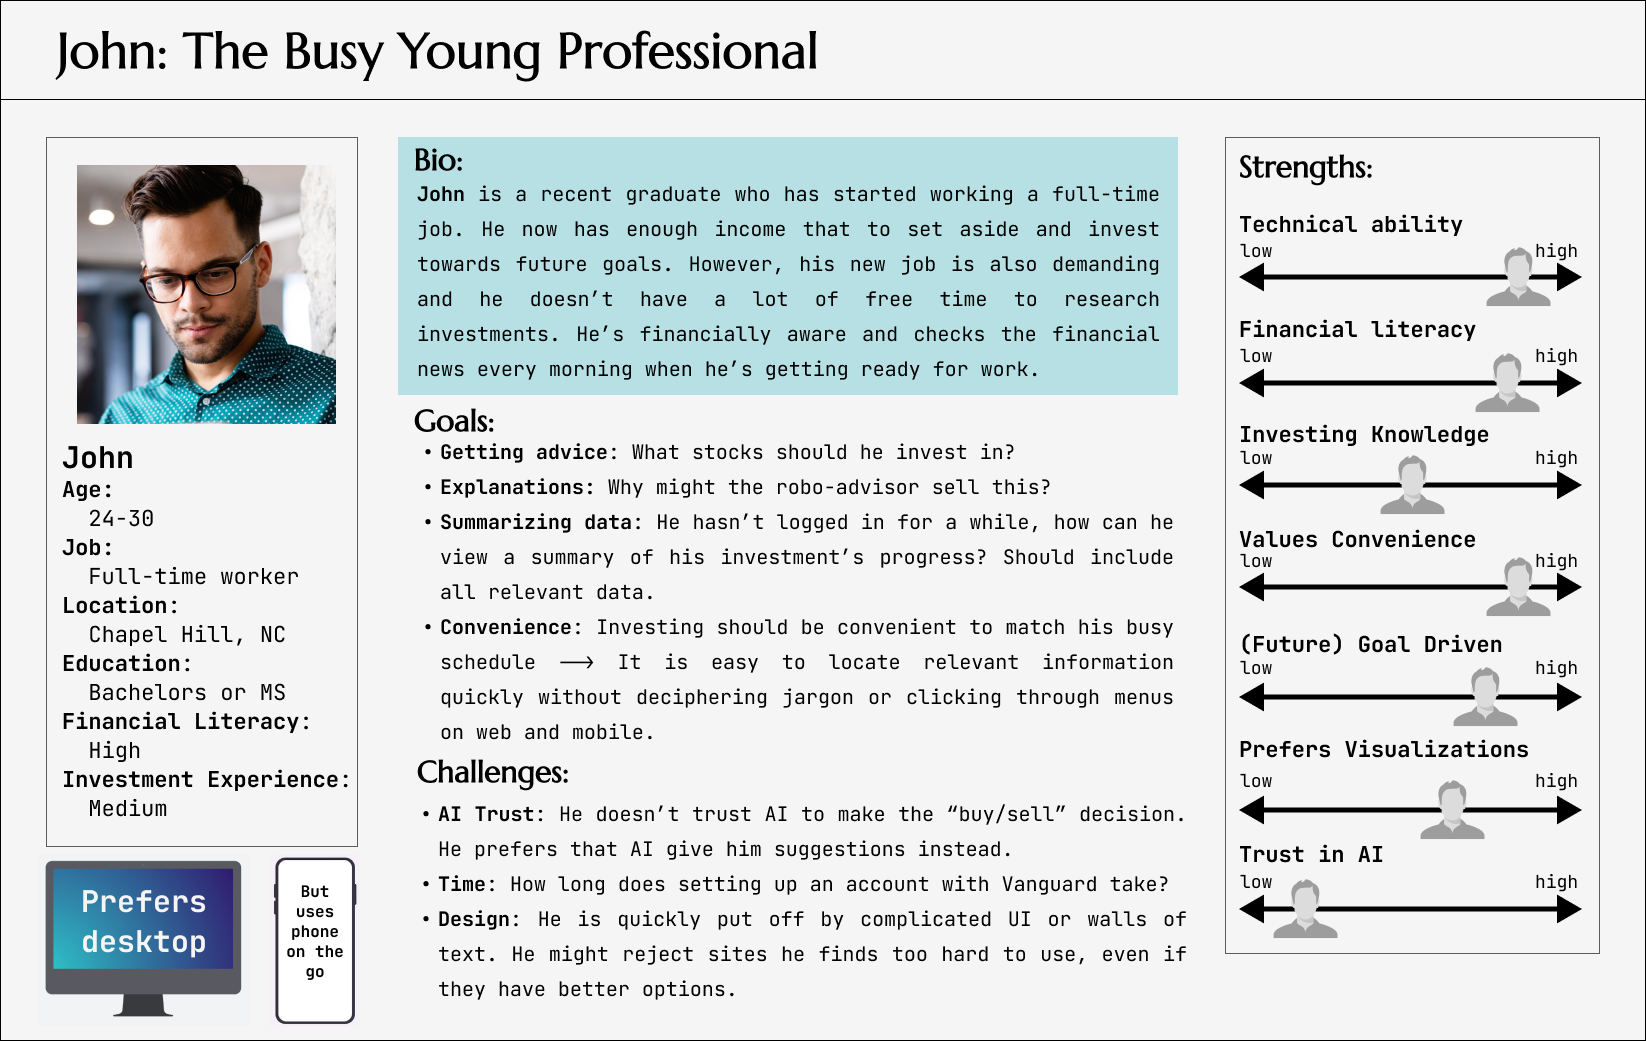 John: The Busy Young Professional
John
Age:
24-30
Job:
Full-time worker
Location:
Chapel Hill, NC
Education:
Bachelors or MS
Financial Literacy:
High
Investment Experience:
Medium
Prefers
desktop
But
uses
phone
on the
go
Bio:
John is a recent graduate who has started working a full-time
job. He now has enough income that to set aside and invest
towards future goals. However, his new job is also demanding
and he doesn’t have a lot of free time to research
investments. He’s financially aware and checks the financial
news every morning when he’s getting ready for work.
Goals:
• Getting advice: What stocks should he invest in?
• Explanations: Why might the robo-advisor sell this?
• Summarizing data: He hasn’t logged in for a while, how can he
view a summary of his investment’s progress? Should include
all relevant data.
• Convenience: Investing should be convenient to match his busy
schedule ⟶ It is easy to locate relevant information
quickly without deciphering jargon or clicking through menus
on web and mobile.
Challenges:
• AI Trust: He doesn’t trust AI to make the “buy/sell” decision.
He prefers that AI give him suggestions instead.
• Time: How long does setting up an account with Vanguard take?
• Design: He is quickly put off by complicated UI or walls of
text. He might reject sites he finds too hard to use, even if
they have better options.
Strengths:
Technical ability
low high
Financial literacy
low high
Investing Knowledge
low high
Values Convenience
low high
(Future) Goal Driven
low high
Prefers Visualizations
low high
Trust in AI
low high